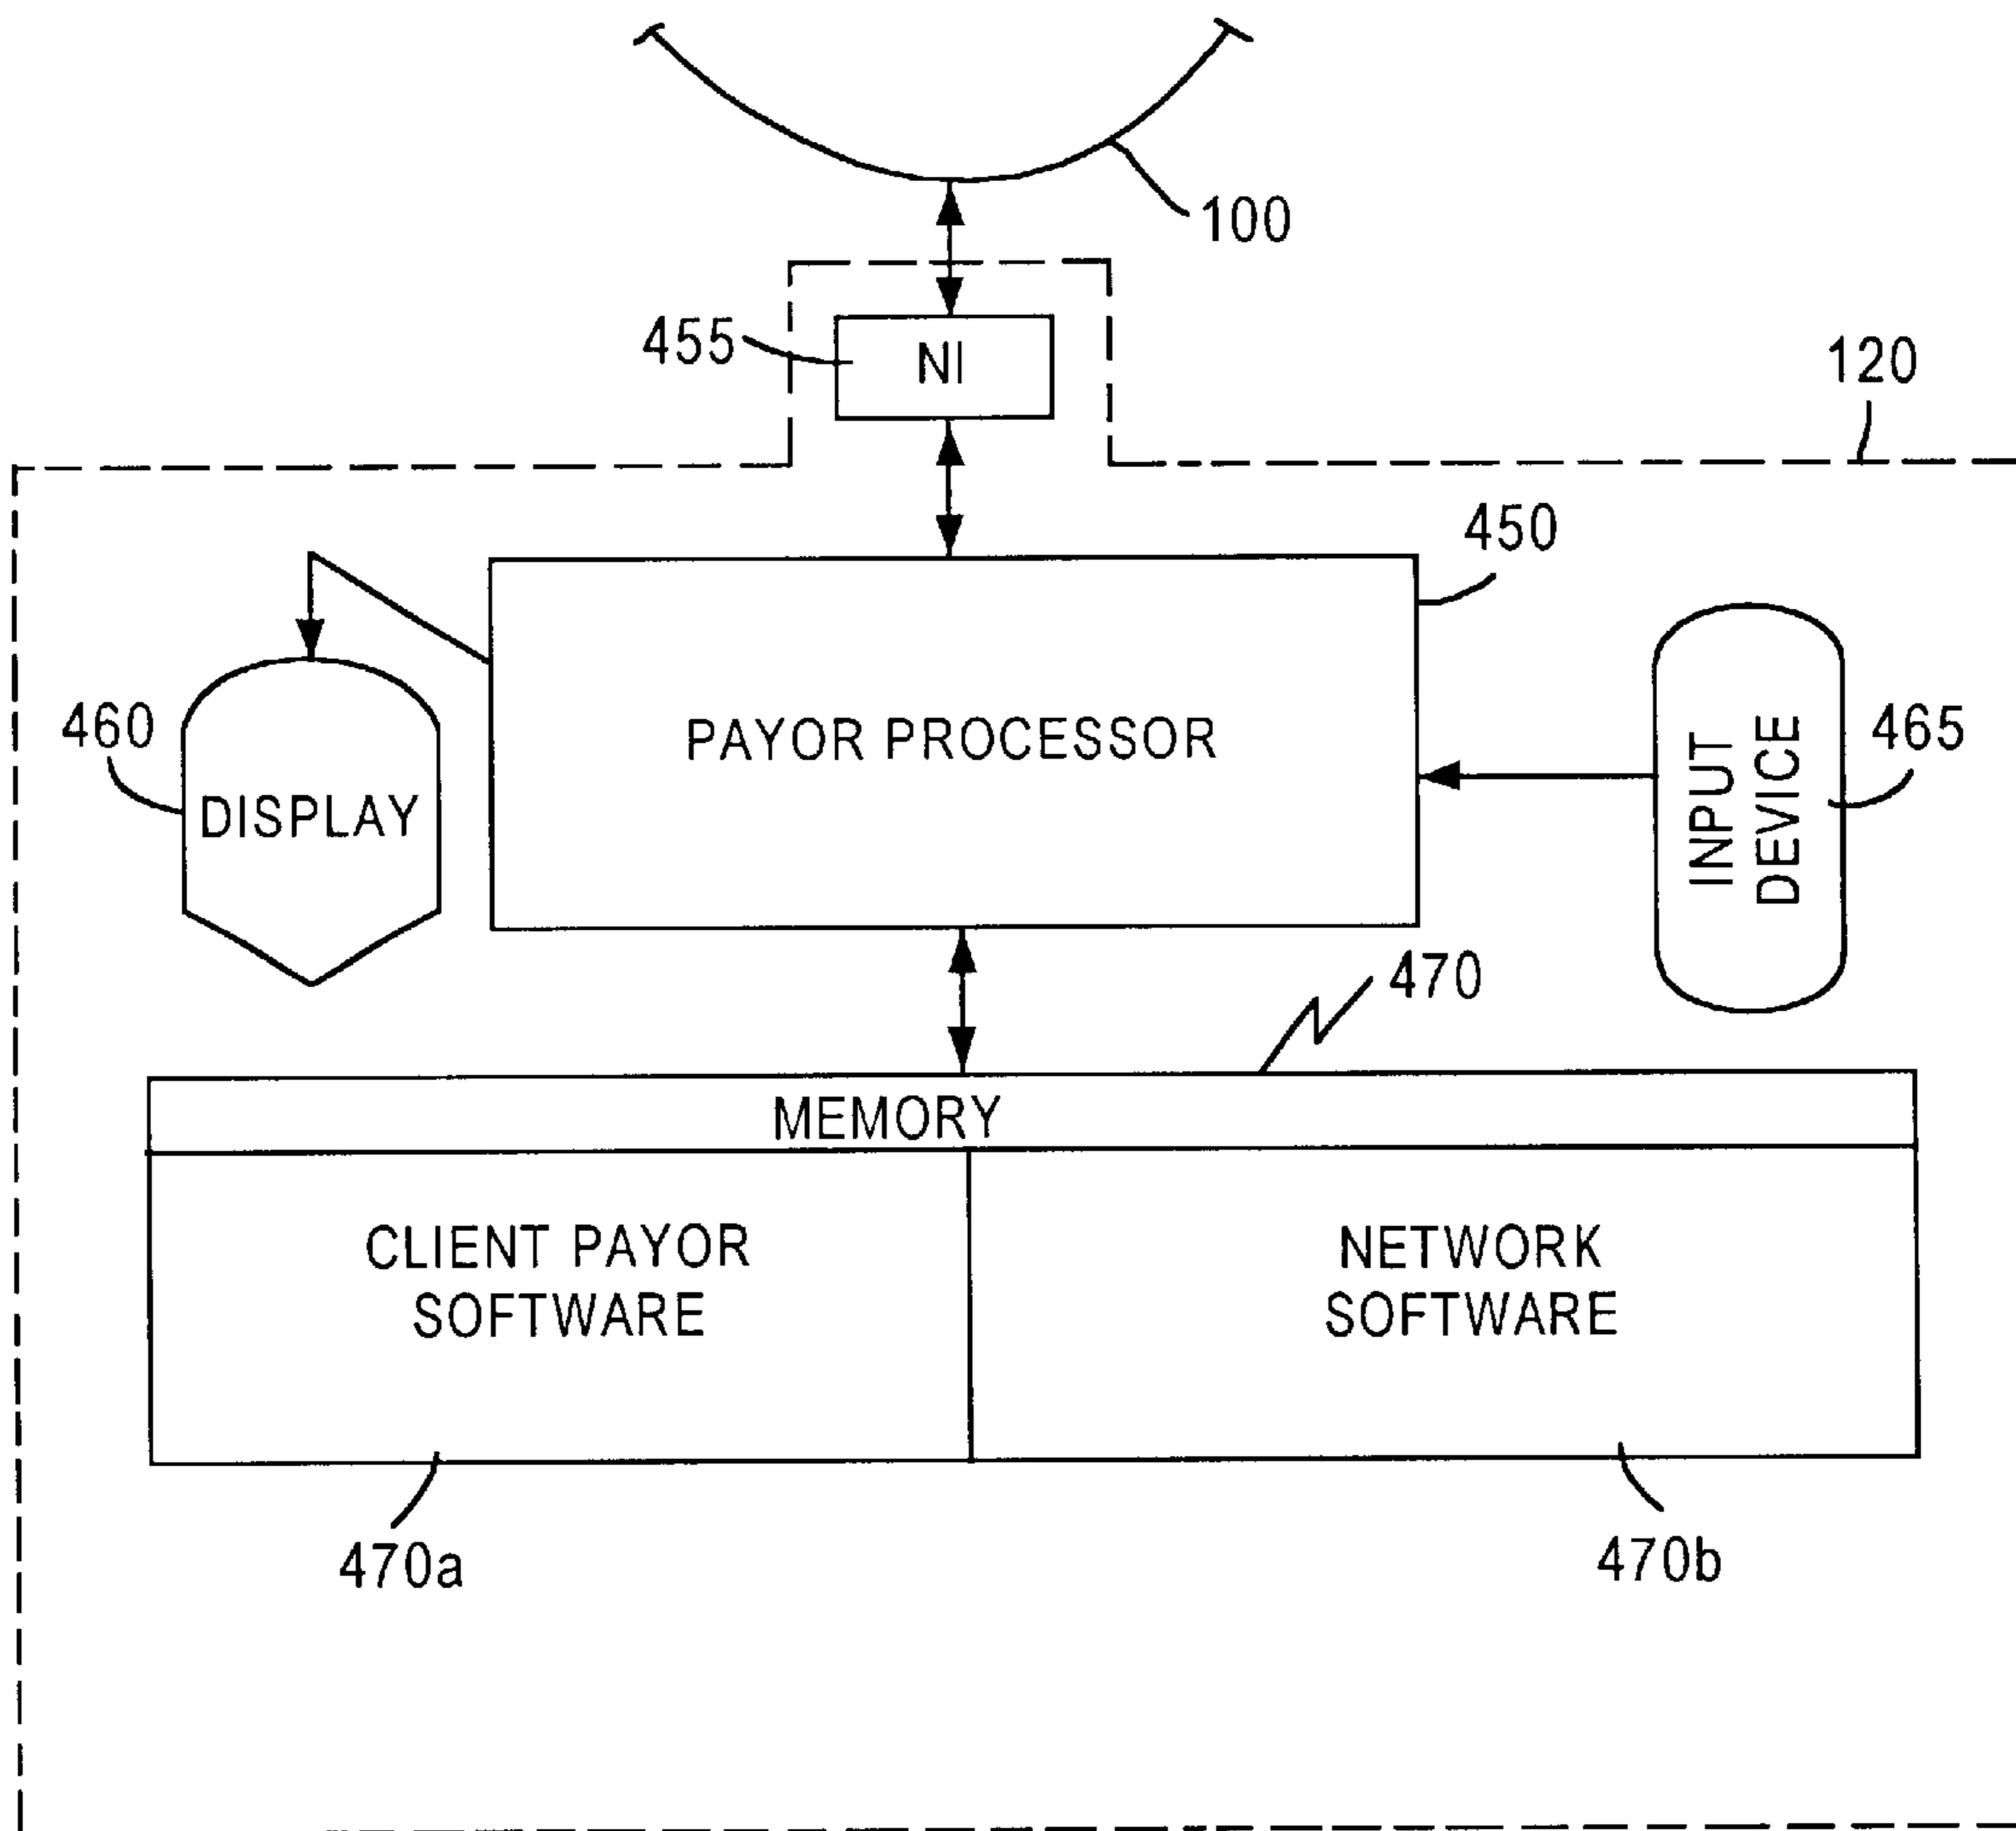 100
455
NI
120
450
460
DISPLAY
PAYOR PROCESSOR
INPUT
DEVICE
465
470
MEMORY
CLIENT PAYOR
SOFTWARE
NETWORK
SOFTWARE
470a
470b